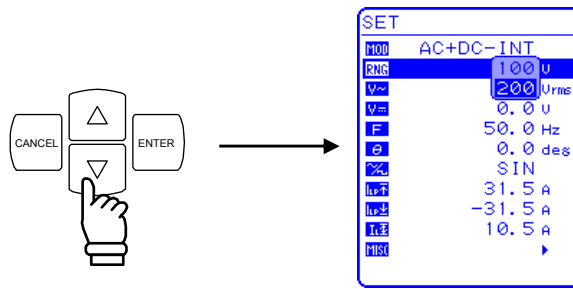 CANCEL
ENTER
SET
MOD AC+DC-INT
RNG 100 V
V~ 200 Vrms
V⎓ 0.0 V
F 50.0 Hz
θ 0.0 deg
SIN
31.5 A
-31.5 A
10.5 A
MISC